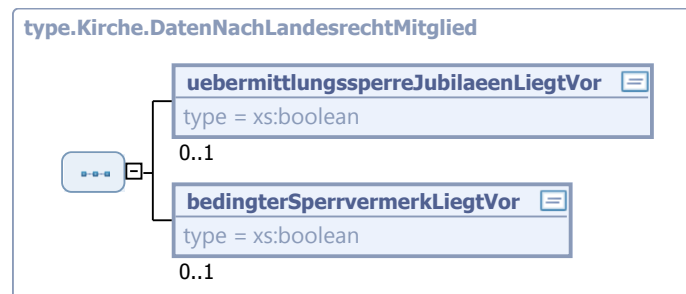 type.Kirche.DatenNachLandesrechtMitglied
uebermittlungssperreJubilaeenLiegtVor
type = xs:boolean
0..1
bedingterSperrvermerkLiegtVor
type = xs:boolean
0..1